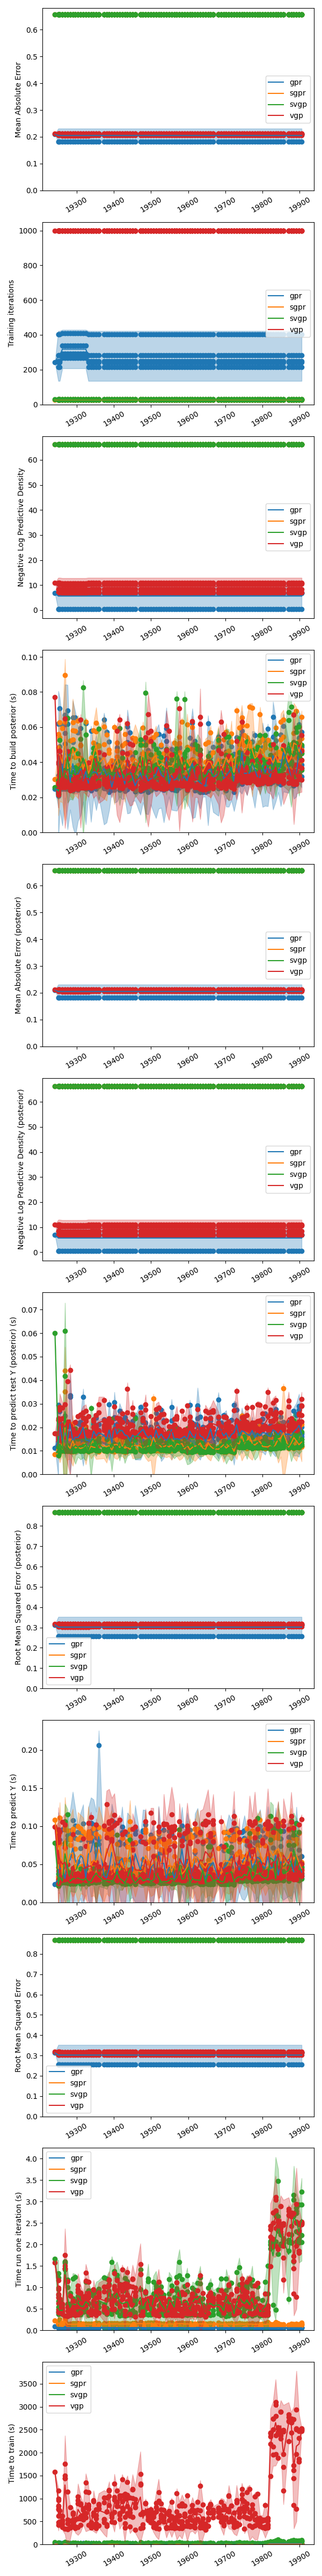 Mean Absolute Error
0.6
0.5
0.4
0.3
0.2
0.1
0.0
gpr
sgpr
svgp
vgp
19300 19400 19500 19600 19700 19800 19900
Training iterations
1000
800
600
400
200
0
gpr
sgpr
svgp
vgp
19300 19400 19500 19600 19700 19800 19900
Negative Log Predictive Density
60
50
40
30
20
10
0
gpr
sgpr
svgp
vgp
19300 19400 19500 19600 19700 19800 19900
Time to build posterior (s)
0.10
0.08
0.06
0.04
0.02
0.00
gpr
sgpr
svgp
vgp
19300 19400 19500 19600 19700 19800 19900
Mean Absolute Error (posterior)
0.6
0.5
0.4
0.3
0.2
0.1
0.0
gpr
sgpr
svgp
vgp
19300 19400 19500 19600 19700 19800 19900
Negative Log Predictive Density (posterior)
60
50
40
30
20
10
0
gpr
sgpr
svgp
vgp
19300 19400 19500 19600 19700 19800 19900
Time to predict test Y (posterior) (s)
0.07
0.06
0.05
0.04
0.03
0.02
0.01
0.00
gpr
sgpr
svgp
vgp
19300 19400 19500 19600 19700 19800 19900
Root Mean Squared Error (posterior)
0.8
0.7
0.6
0.5
0.4
0.3
0.2
0.1
0.0
gpr
sgpr
svgp
vgp
19300 19400 19500 19600 19700 19800 19900
Time to predict Y (s)
0.20
0.15
0.10
0.05
0.00
gpr
sgpr
svgp
vgp
19300 19400 19500 19600 19700 19800 19900
Root Mean Squared Error
0.8
0.7
0.6
0.5
0.4
0.3
0.2
0.1
0.0
gpr
sgpr
svgp
vgp
19300 19400 19500 19600 19700 19800 19900
Time run one iteration (s)
4.0
3.5
3.0
2.5
2.0
1.5
1.0
0.5
0.0
gpr
sgpr
svgp
vgp
19300 19400 19500 19600 19700 19800 19900
Time to train (s)
3500
3000
2500
2000
1500
1000
500
0
gpr
sgpr
svgp
vgp
19300 19400 19500 19600 19700 19800 19900